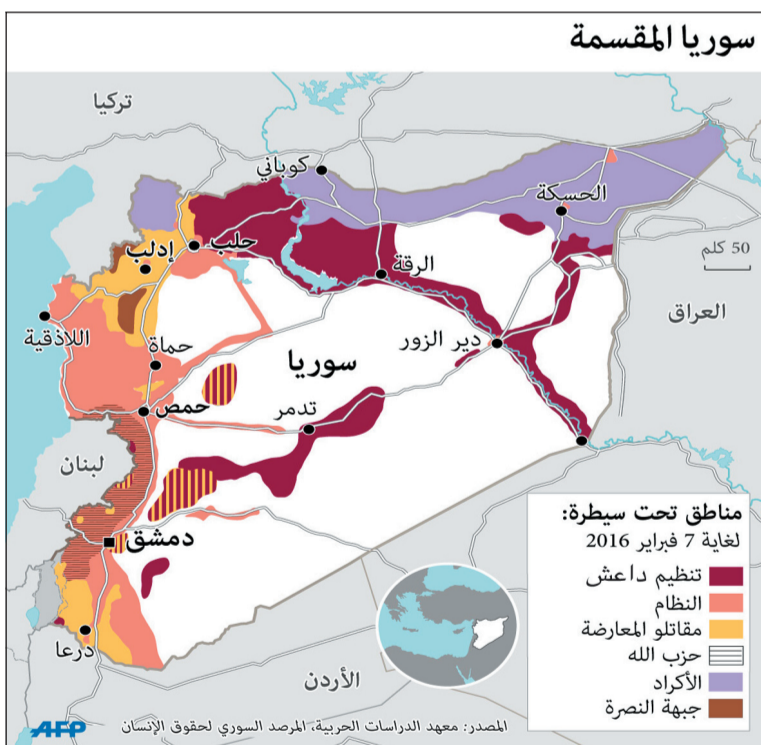 سوريا المقسمة
تركيا
كوباني
الحسكة
حلب
إدلب
الرقة
50 كلم
العراق
اللاذقية
حماة
دير الزور
سوريا
حمص
تدمر
لبنان
دمشق
درعا
الأردن
مناطق تحت سيطرة:
لغاية 7 فبراير 2016
تنظيم داعش
النظام
مقاتلو المعارضة
حزب الله
الأكراد
جبهة النصرة
المصدر: معهد الدراسات الحربية، المرصد السوري لحقوق الإنسان
AFP